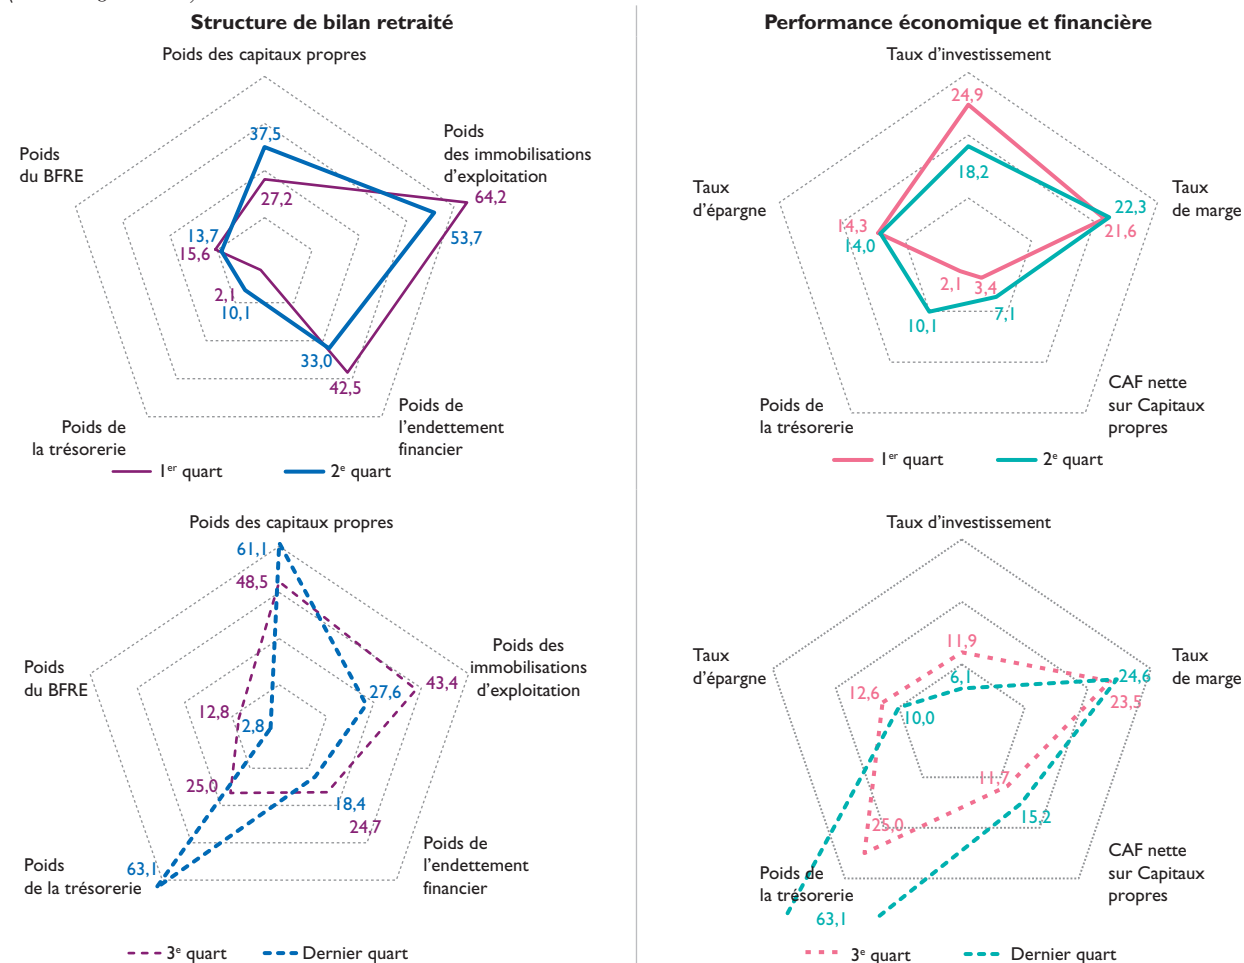 Structure de bilan retraité
Poids des capitaux propres
37,5
Poids
des immobilisations
d'exploitation
Poids
du BFRE
64,2
27,2
13,7
53,7
15,6
2,1
10,1
33,0
42,5
Poids de
l'endettement
financier
Poids de
la trésorerie
1er quart
2e quart
Performance économique et financière
Taux d'investissement
24,9
18,2
Taux
d'épargne
Taux
de marge
22,3
21,6
14,3
14,0
2,1
3,4
10,1
7,1
CAF nette
sur Capitaux
propres
Poids de
la trésorerie
1er quart
2e quart
Poids des capitaux propres
61,1
48,5
Poids des
immobilisations
d'exploitation
Poids
du BFRE
43,4
27,6
12,8
2,8
25,0
18,4
24,7
63,1
Poids
de la trésorerie
Poids de
l'endettement
financier
3e quart
Dernier quart
Taux d'investissement
11,9
6,1
Taux
d'épargne
Taux
de marge
24,6
23,5
12,6
10,0
11,7
25,0
15,2
CAF nette
sur Capitaux
propres
Poids de
la trésorerie
63,1
3e quart
Dernier quart